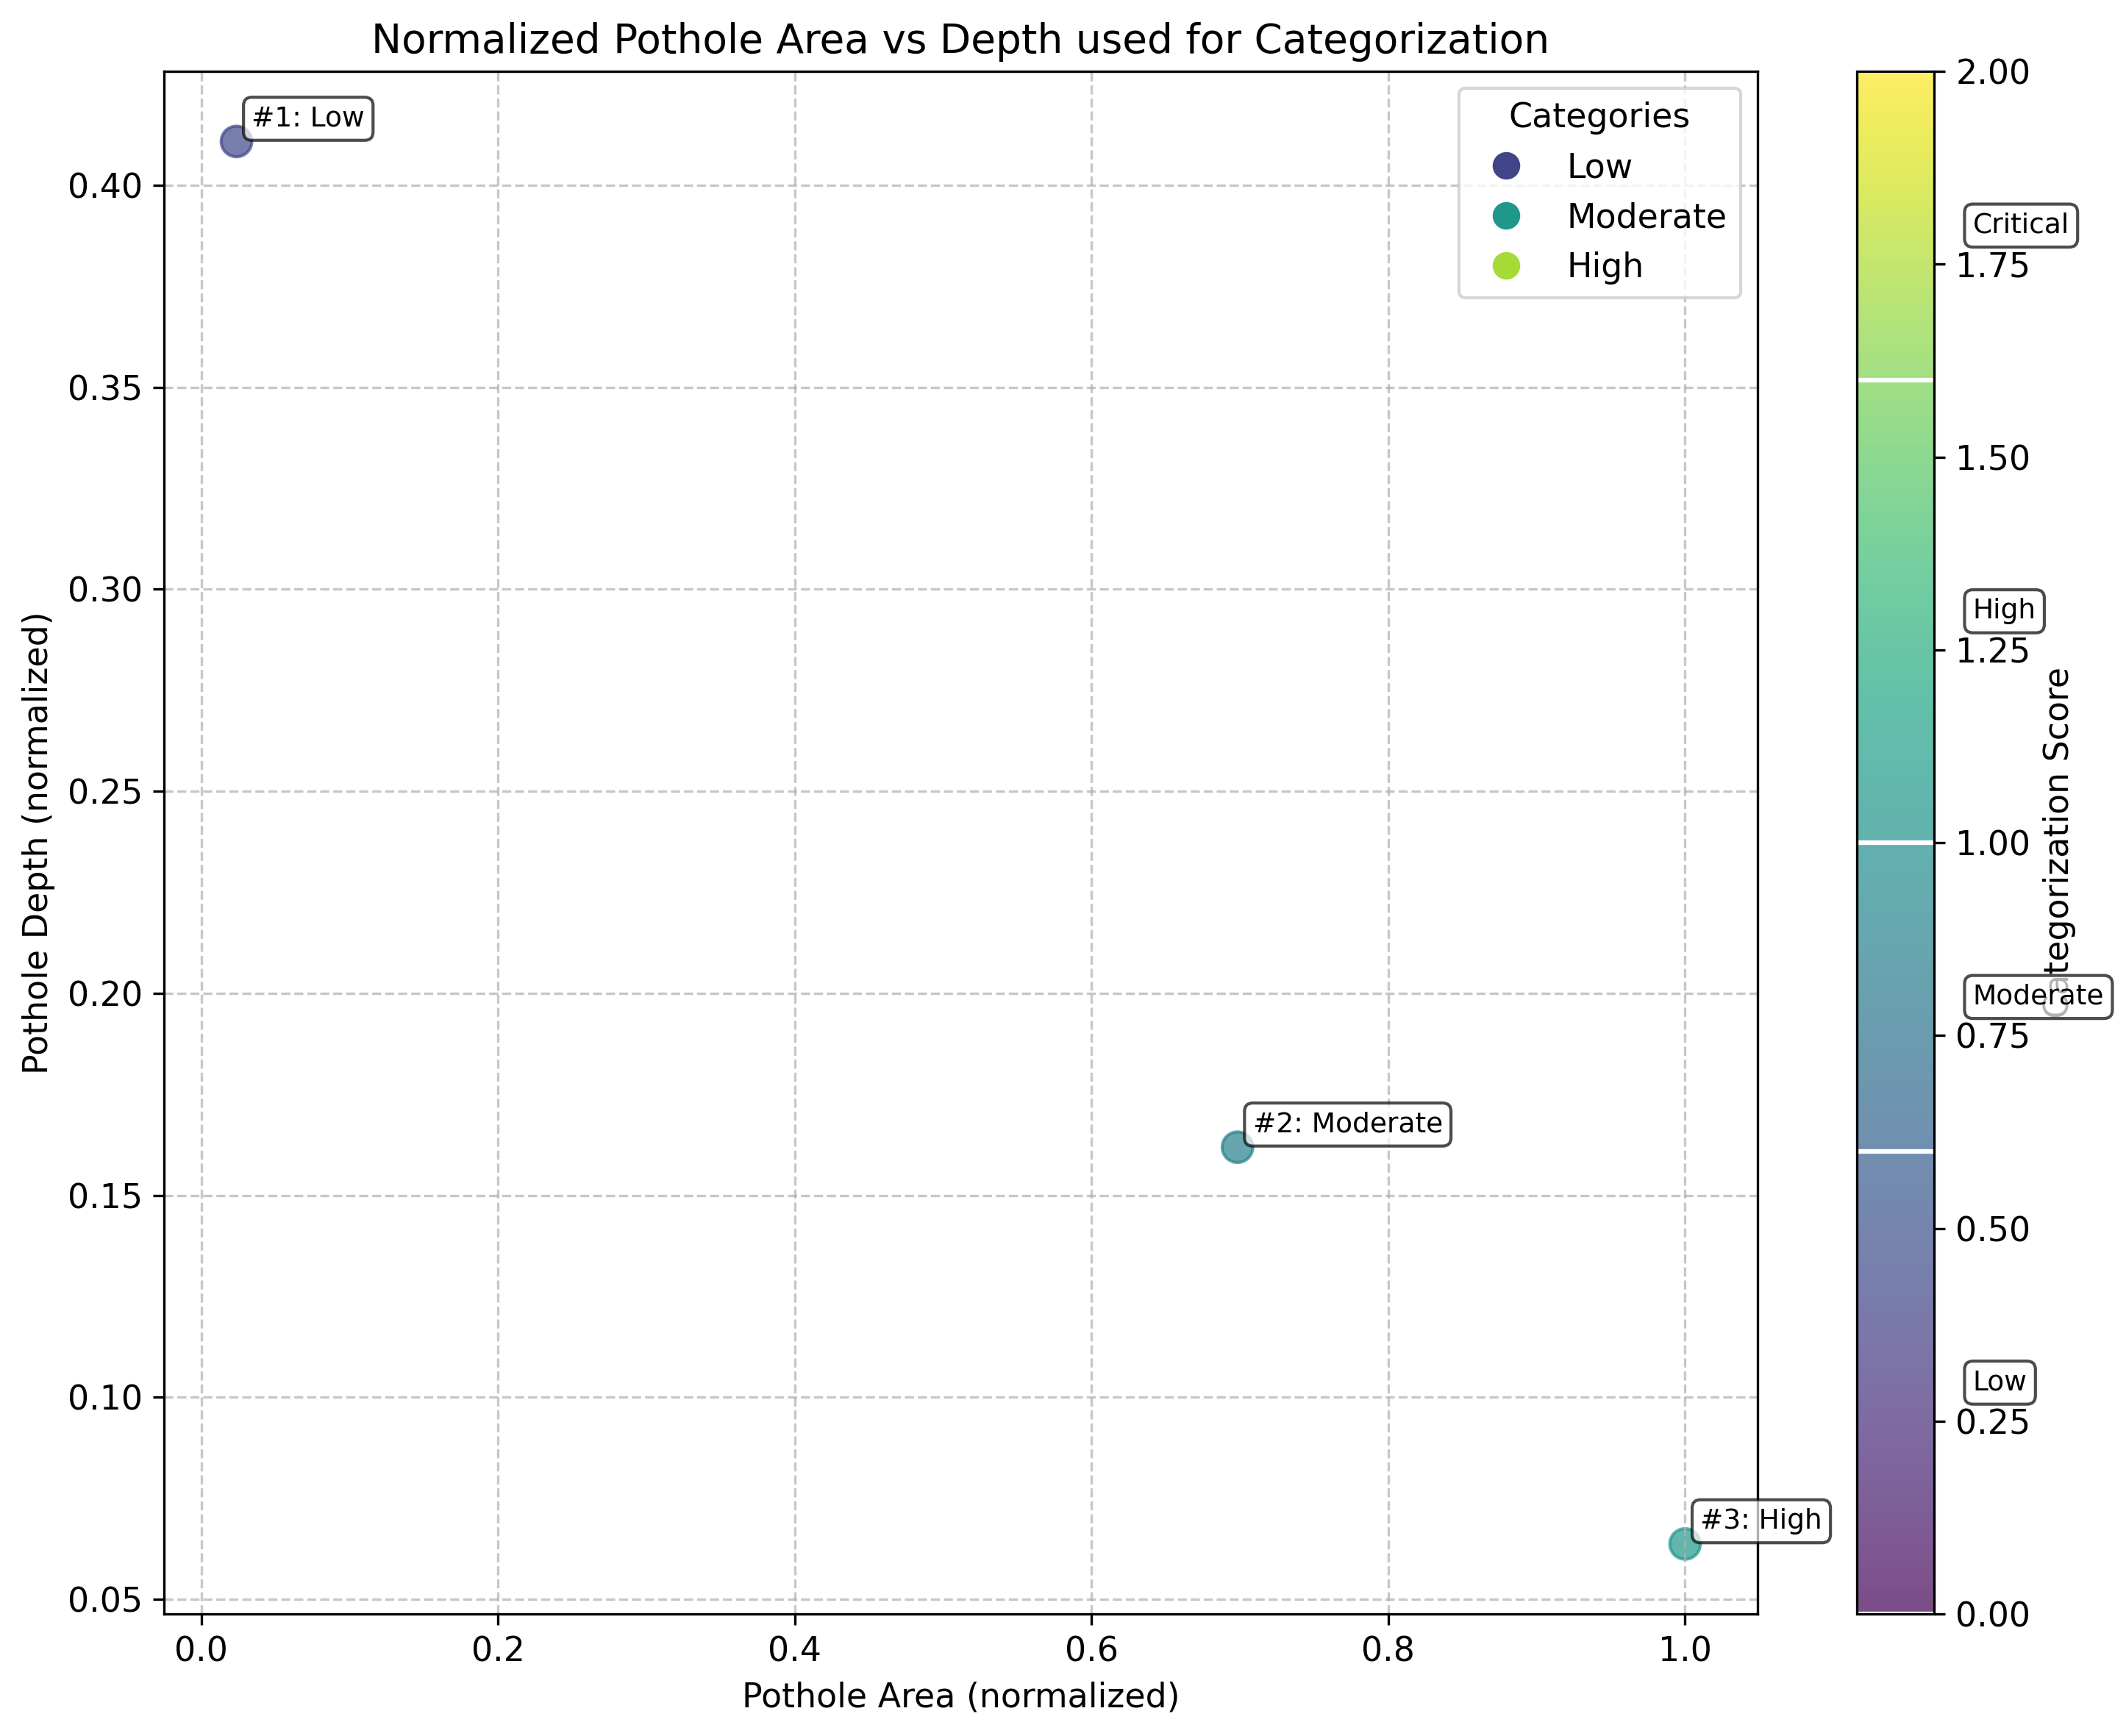 Normalized Pothole Area vs Depth used for Categorization
#1: Low
Categories
Low
Moderate
High
#2: Moderate
#3: High
0.40
0.35
0.30
0.25
0.20
0.15
0.10
0.05
Pothole Depth (normalized)
0.0
0.2
0.4
0.6
0.8
1.0
Pothole Area (normalized)
2.00
Critical
1.75
1.50
High
1.25
1.00
Moderate
0.75
0.50
Low
0.25
0.00
Categorization Score